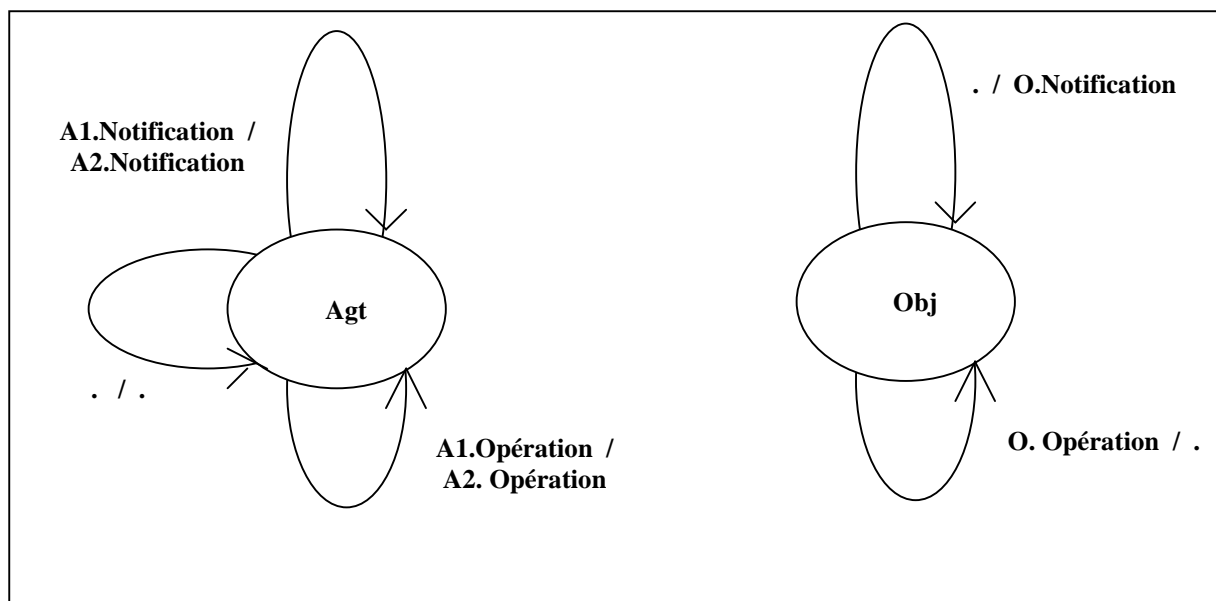 . / O.Notification
A1.Notification /
A2.Notification
Agt
Obj
. / .
A1.Opération /
A2. Opération
O. Opération / .